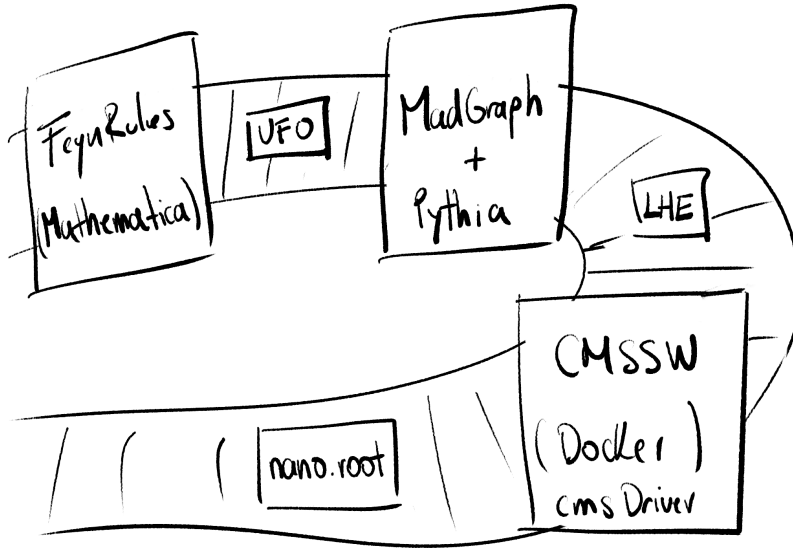 FeynRules
(Mathematica)
UFO
MadGraph
+
Pythia
LHE
CMSSW
(Docker)
cmsDriver
nano.root